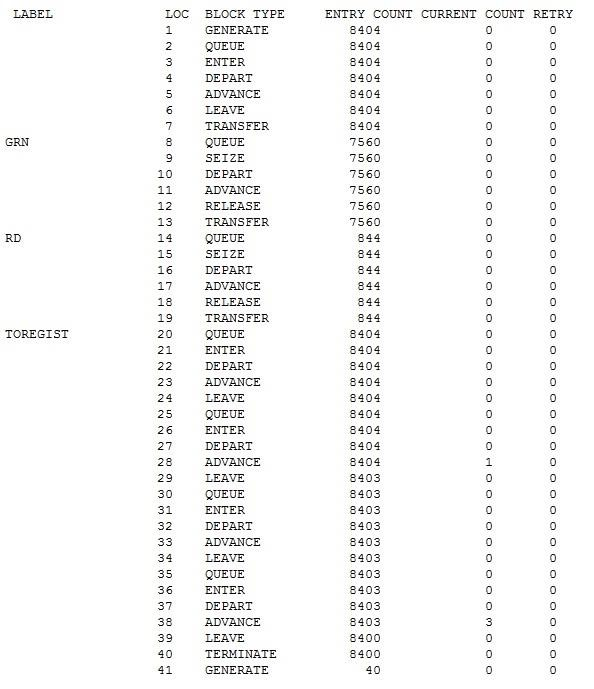 LABEL LOC BLOCK TYPE ENTRY COUNT CURRENT COUNT RETRY
1 GENERATE 8404 0 0
2 QUEUE 8404 0 0
3 ENTER 8404 0 0
4 DEPART 8404 0 0
5 ADVANCE 8404 0 0
6 LEAVE 8404 0 0
7 TRANSFER 8404 0 0
GRN 8 QUEUE 7560 0 0
9 SEIZE 7560 0 0
10 DEPART 7560 0 0
11 ADVANCE 7560 0 0
12 RELEASE 7560 0 0
13 TRANSFER 7560 0 0
RD 14 QUEUE 844 0 0
15 SEIZE 844 0 0
16 DEPART 844 0 0
17 ADVANCE 844 0 0
18 RELEASE 844 0 0
19 TRANSFER 844 0 0
TOREGIST 20 QUEUE 8404 0 0
21 ENTER 8404 0 0
22 DEPART 8404 0 0
23 ADVANCE 8404 0 0
24 LEAVE 8404 0 0
25 QUEUE 8404 0 0
26 ENTER 8404 0 0
27 DEPART 8404 0 0
28 ADVANCE 8404 1 0
29 LEAVE 8403 0 0
30 QUEUE 8403 0 0
31 ENTER 8403 0 0
32 DEPART 8403 0 0
33 ADVANCE 8403 0 0
34 LEAVE 8403 0 0
35 QUEUE 8403 0 0
36 ENTER 8403 0 0
37 DEPART 8403 0 0
38 ADVANCE 8403 3 0
39 LEAVE 8400 0 0
40 TERMINATE 8400 0 0
41 GENERATE 40 0 0